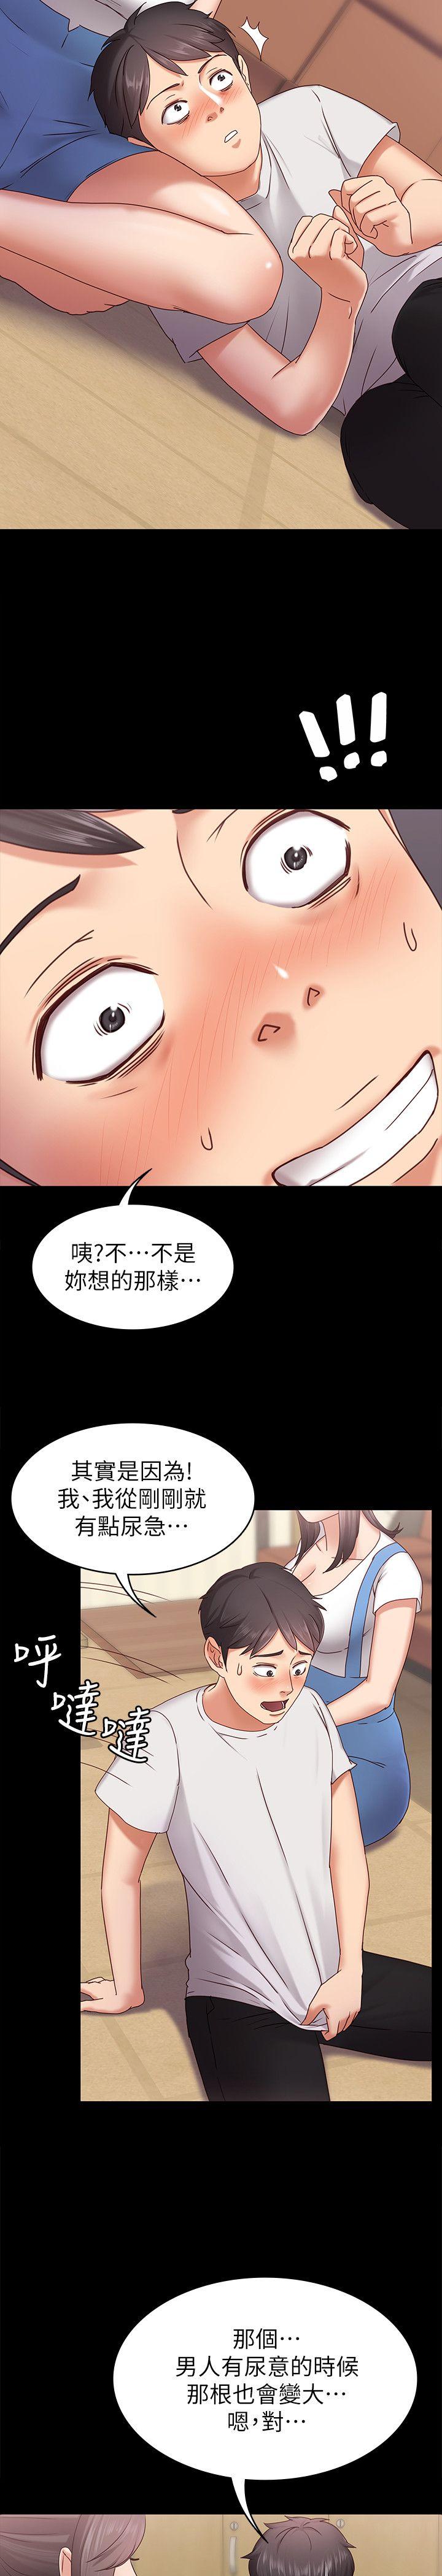 !!!
咦?不⋯不是
妳想的那樣⋯
其實是因為!
我、我從剛剛就
有點尿急⋯
呼
噠
噠
那個⋯
男人有尿意的時候
那根也會變大⋯
嗯,對⋯